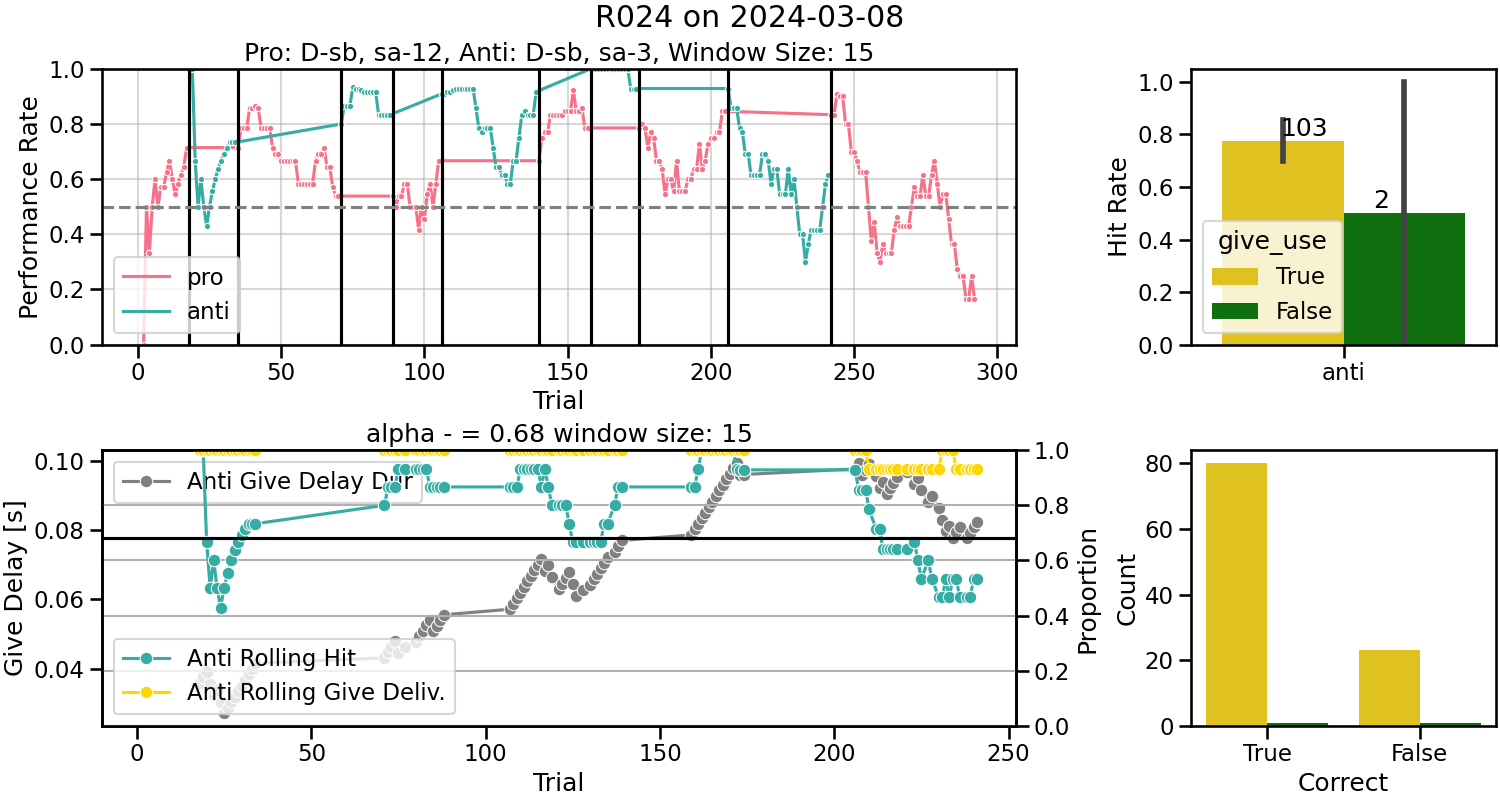 R024 on 2024-03-08
Pro: D-sb, sa-12, Anti: D-sb, sa-3, Window Size: 15
Performance Rate
1.0
0.8
0.6
0.4
0.2
0.0
pro
anti
0 50 100 150 200 250 300
Trial
Hit Rate
1.0
0.8
0.6
0.4
0.2
0.0
103
2
give_use
True
False
anti
alpha - = 0.68 window size: 15
Give Delay [s]
0.10
0.08
0.06
0.04
Anti Give Delay Dur
Anti Rolling Hit
Anti Rolling Give Deliv.
1.0
0.8
0.6
0.4
0.2
0.0
Proportion
0 50 100 150 200 250
Trial
Count
80
60
40
20
0
True False
Correct